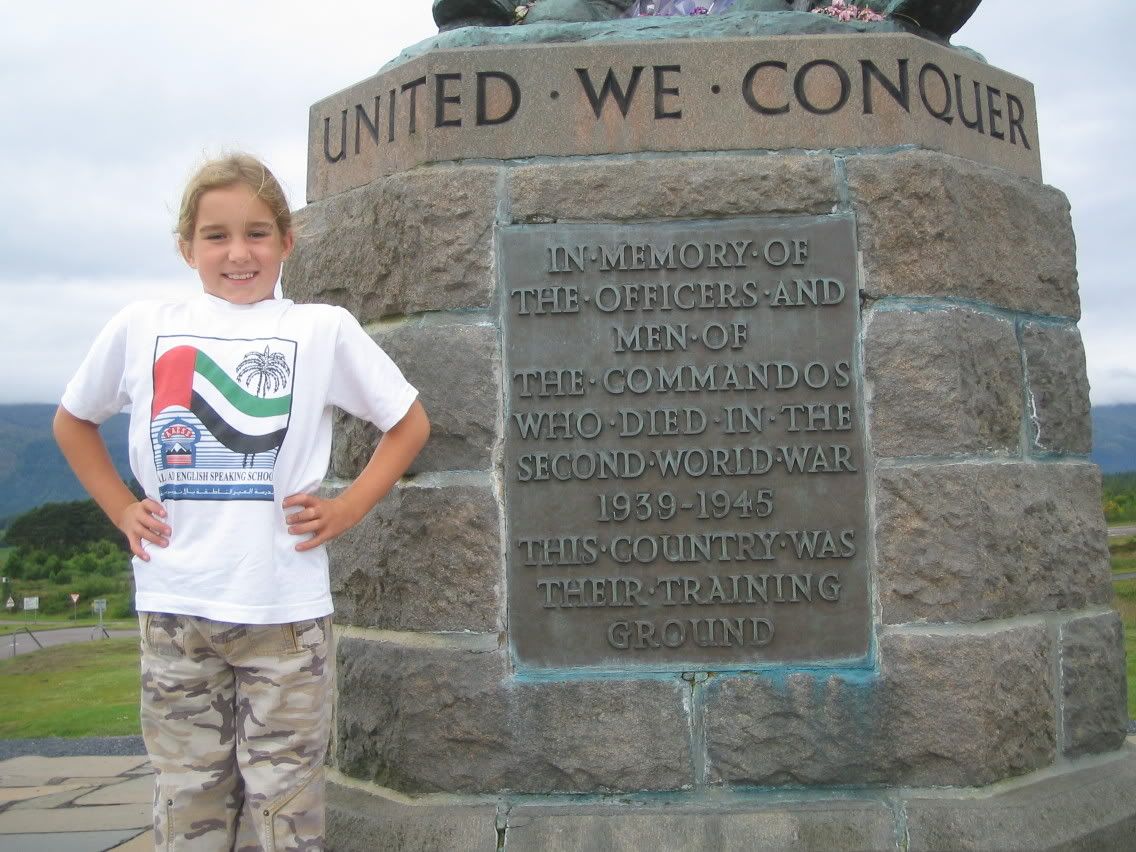 UNITED · WE · CONQUER
IN · MEMORY · OF
THE · OFFICERS · AND
MEN · OF
THE · COMMANDOS
WHO · DIED · IN · THE
SECOND · WORLD · WAR
1939 - 1945
THIS · COUNTRY · WAS
THEIR · TRAINING
GROUND
ENGLISH SPEAKING